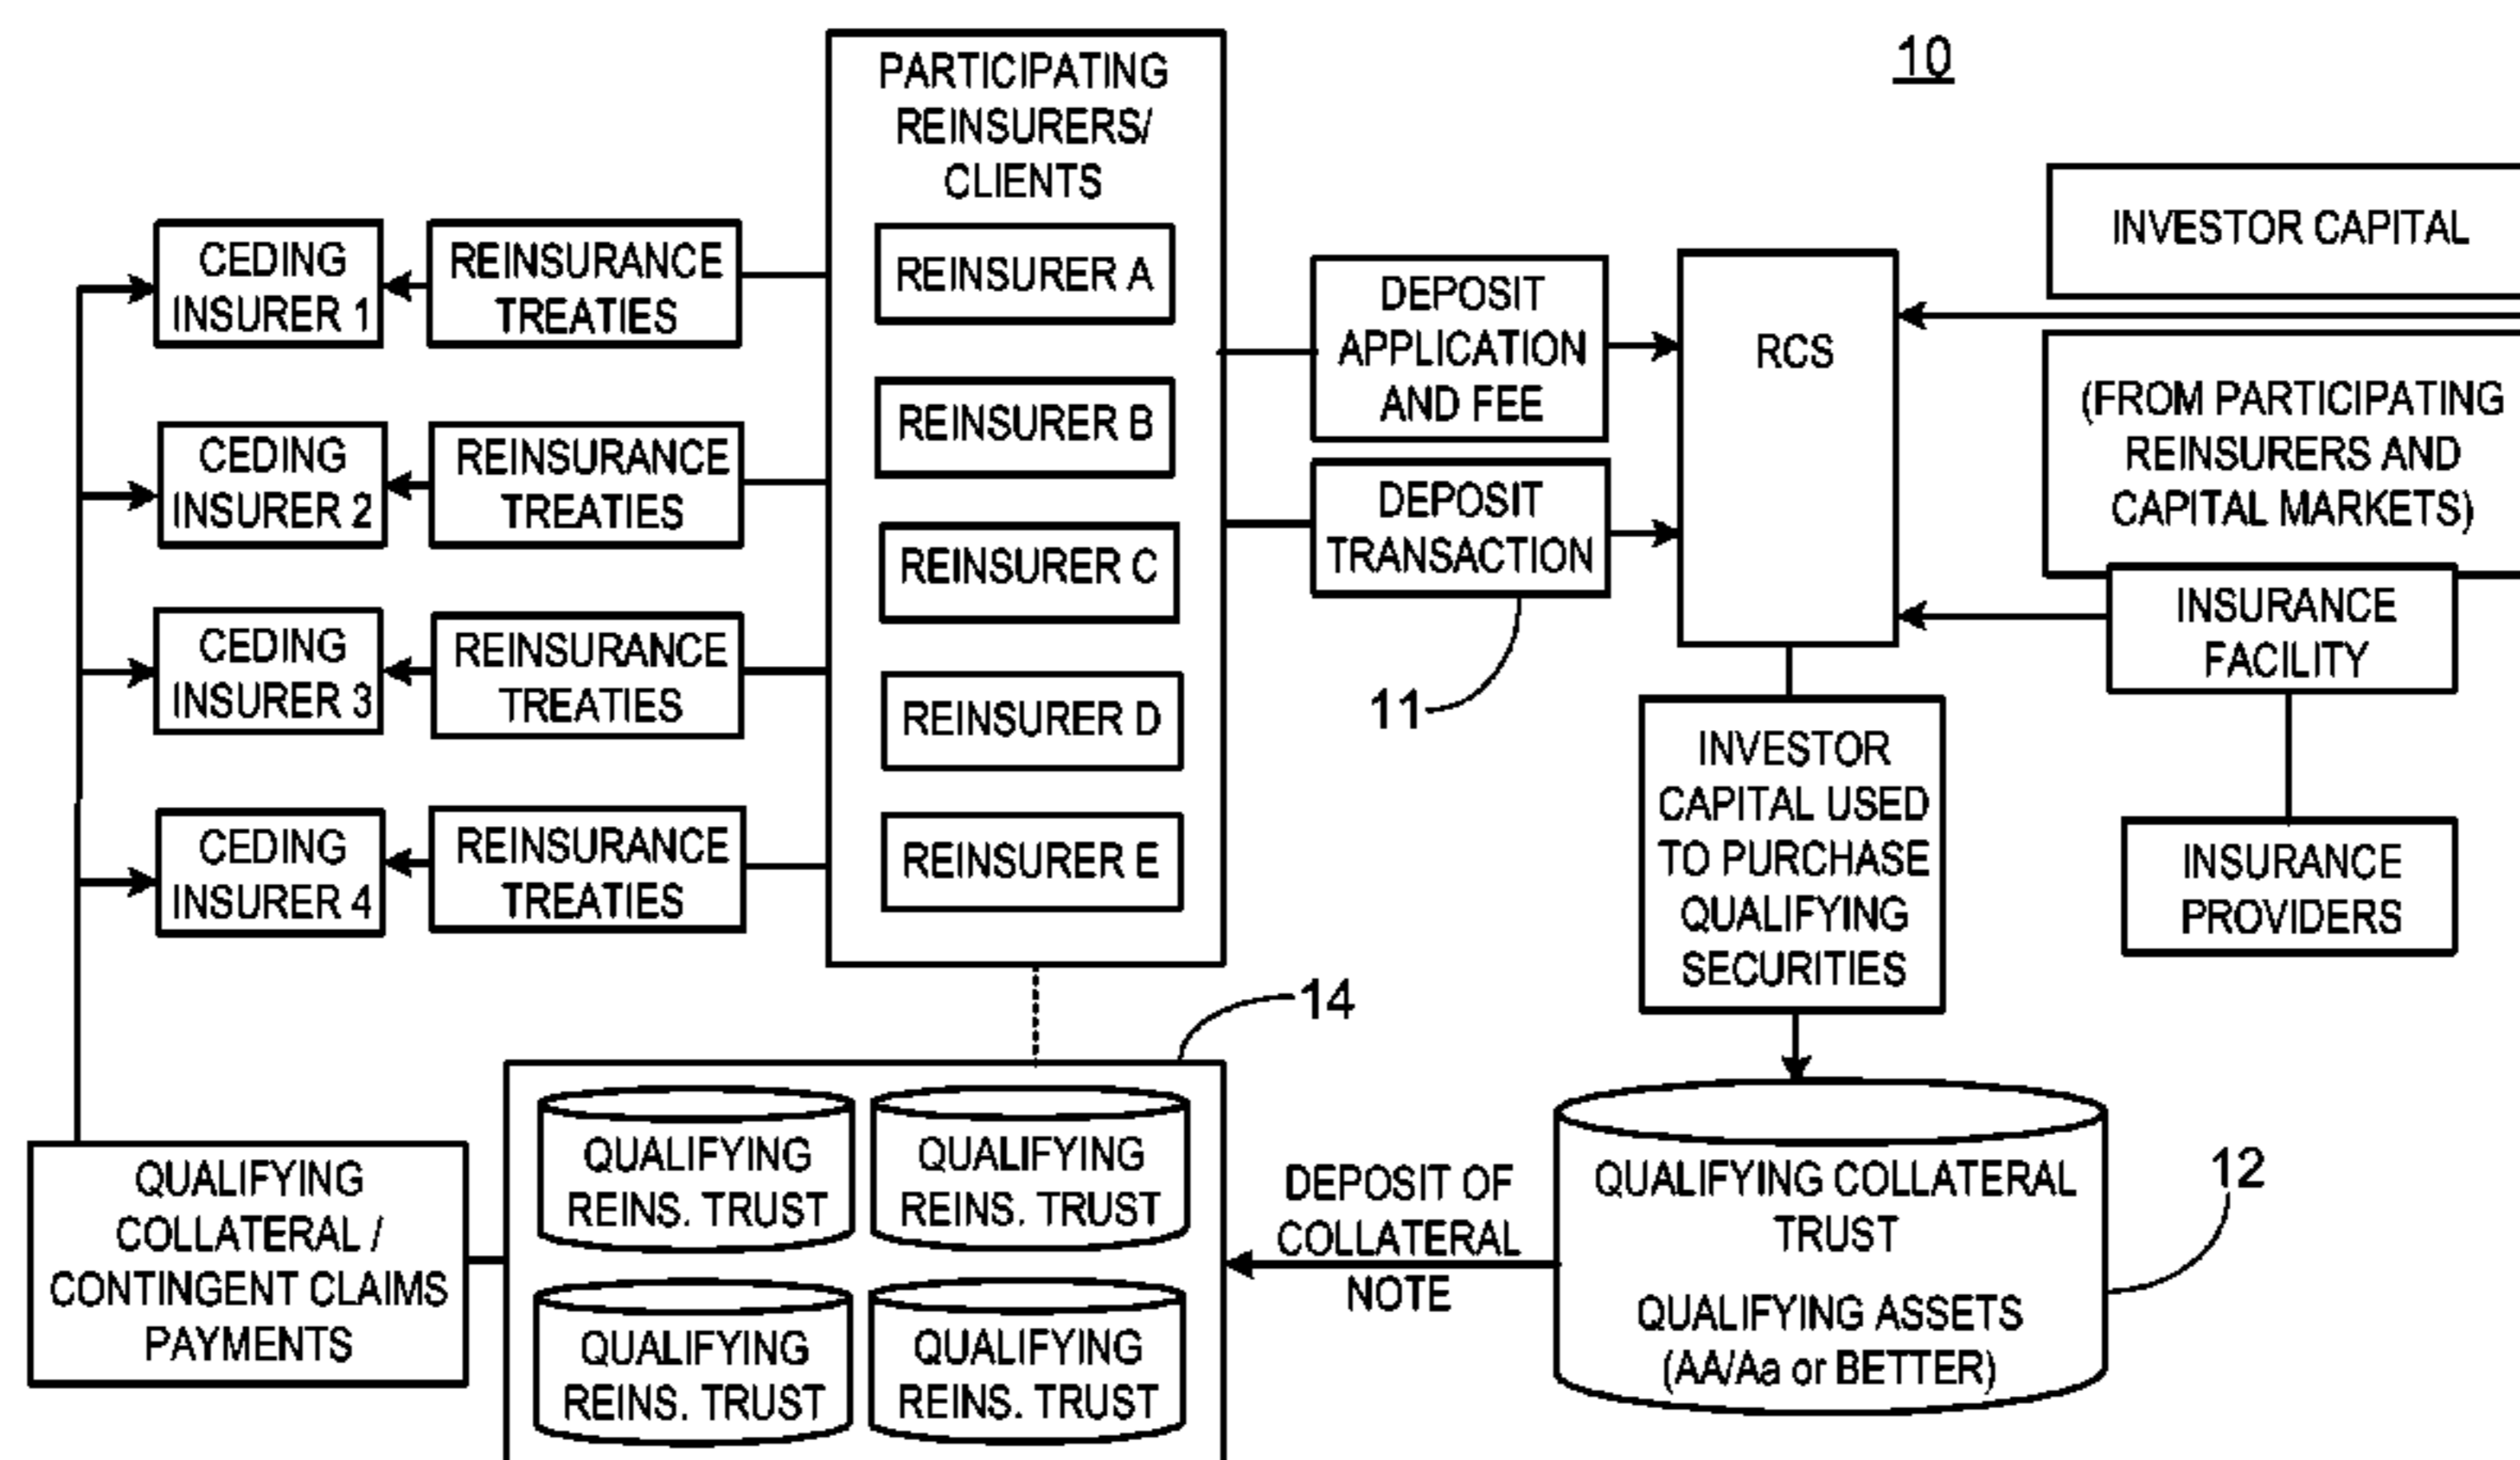 10
PARTICIPATING
REINSURERS/
CLIENTS
REINSURER A
REINSURER B
REINSURER C
REINSURER D
REINSURER E
CEDING
INSURER 1
REINSURANCE
TREATIES
CEDING
INSURER 2
REINSURANCE
TREATIES
CEDING
INSURER 3
REINSURANCE
TREATIES
CEDING
INSURER 4
REINSURANCE
TREATIES
DEPOSIT
APPLICATION
AND FEE
DEPOSIT
TRANSACTION
11
RCS
INVESTOR CAPITAL
(FROM PARTICIPATING
REINSURERS AND
CAPITAL MARKETS)
INSURANCE
FACILITY
INSURANCE
PROVIDERS
INVESTOR
CAPITAL USED
TO PURCHASE
QUALIFYING
SECURITIES
14
QUALIFYING
COLLATERAL /
CONTINGENT CLAIMS
PAYMENTS
QUALIFYING
REINS. TRUST
QUALIFYING
REINS. TRUST
QUALIFYING
REINS. TRUST
QUALIFYING
REINS. TRUST
DEPOSIT OF
COLLATERAL
NOTE
QUALIFYING COLLATERAL
TRUST
QUALIFYING ASSETS
(AA/Aa or BETTER)
12